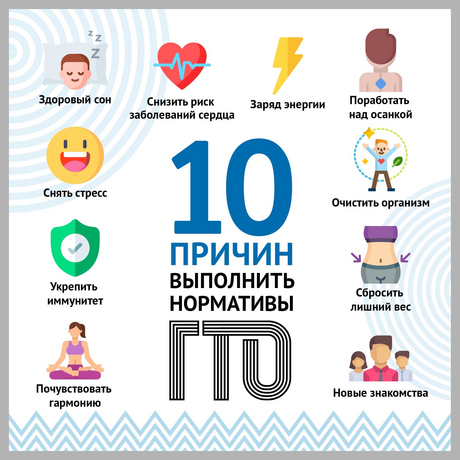 z
z
z
Здоровый сон
Снизить риск
заболеваний сердца
Заряд энергии
Поработать
над осанкой
Снять стресс
10
ПРИЧИН
ВЫПОЛНИТЬ
НОРМАТИВЫ
ГТО
Очистить организм
Укрепить
иммунитет
Сбросить
лишний вес
Почувствовать
гармонию
Новые знакомства